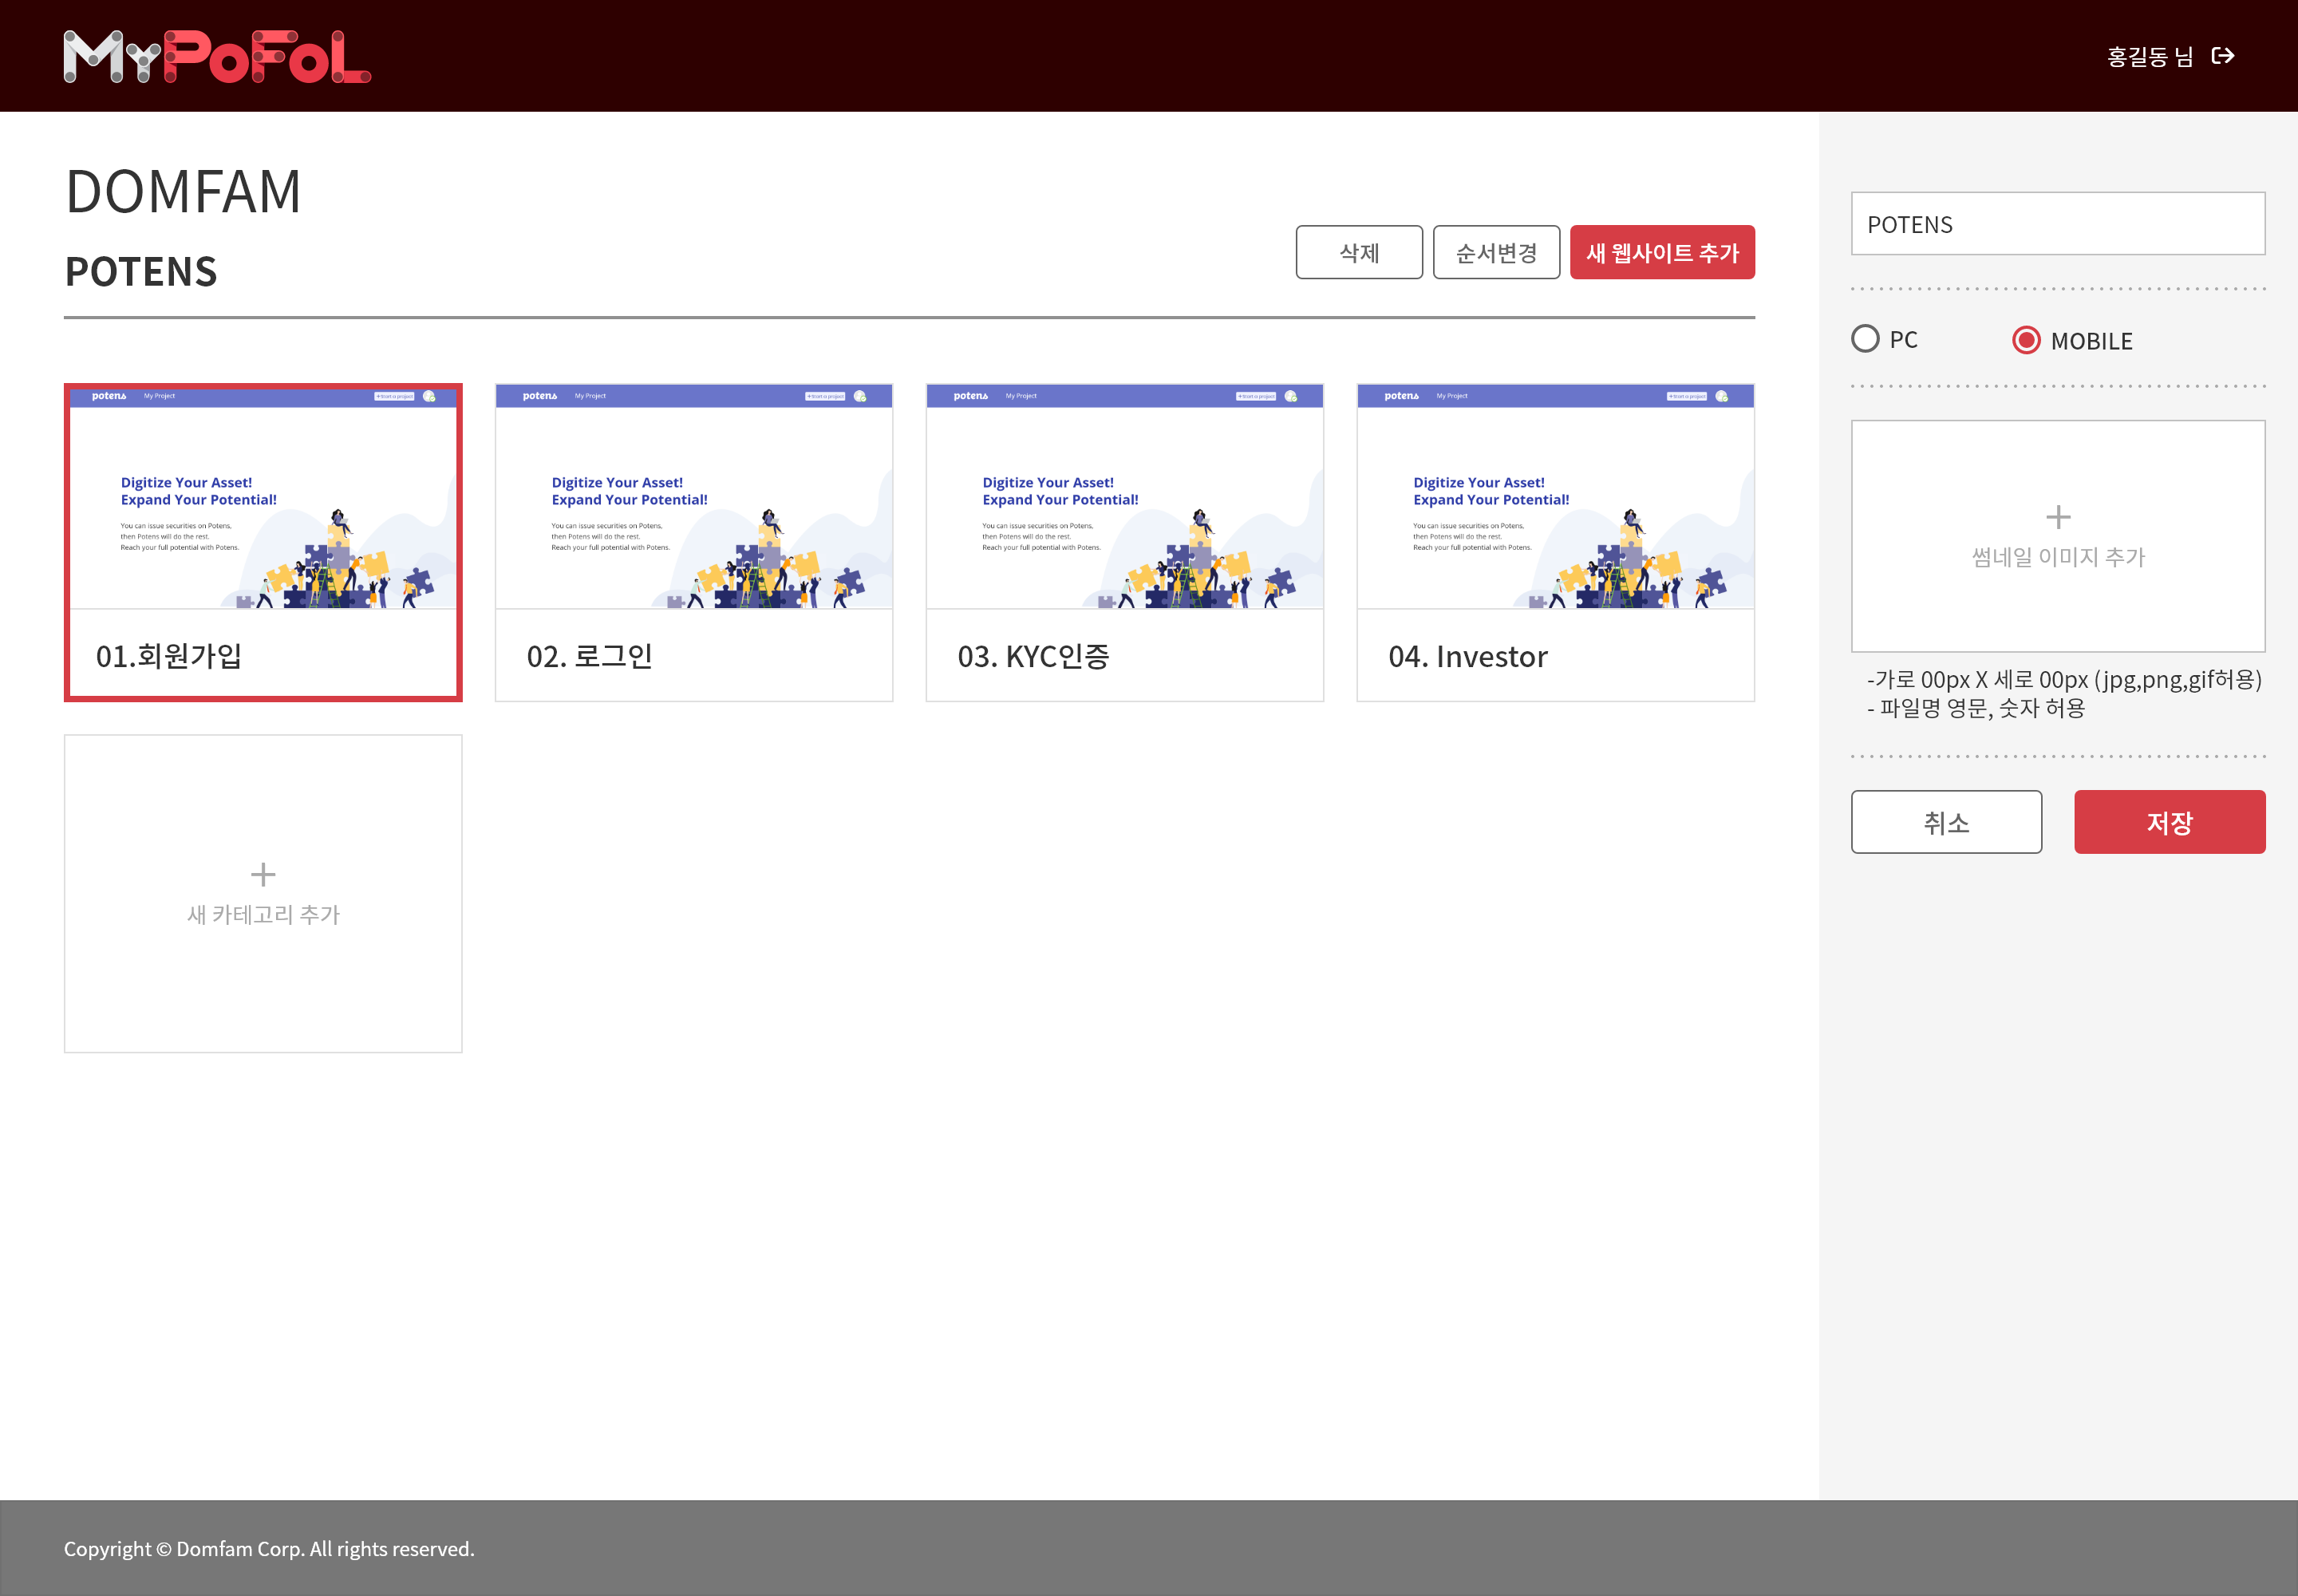 MyPoFoL
홍길동 님
DOMFAM
POTENS
삭제
순서변경
새 웹사이트 추가
potens My Project +Start a project
Digitize Your Asset!
Expand Your Potential!
You can issue securities on Potens,
then Potens will do the rest.
Reach your full potential with Potens.
01.회원가입
potens My Project +Start a project
Digitize Your Asset!
Expand Your Potential!
You can issue securities on Potens,
then Potens will do the rest.
Reach your full potential with Potens.
02. 로그인
potens My Project +Start a project
Digitize Your Asset!
Expand Your Potential!
You can issue securities on Potens,
then Potens will do the rest.
Reach your full potential with Potens.
03. KYC인증
potens My Project +Start a project
Digitize Your Asset!
Expand Your Potential!
You can issue securities on Potens,
then Potens will do the rest.
Reach your full potential with Potens.
04. Investor
+
새 카테고리 추가
POTENS
PC
MOBILE
+
썸네일 이미지 추가
-가로 00px X 세로 00px (jpg,png,gif허용)
- 파일명 영문, 숫자 허용
취소
저장
Copyright © Domfam Corp. All rights reserved.